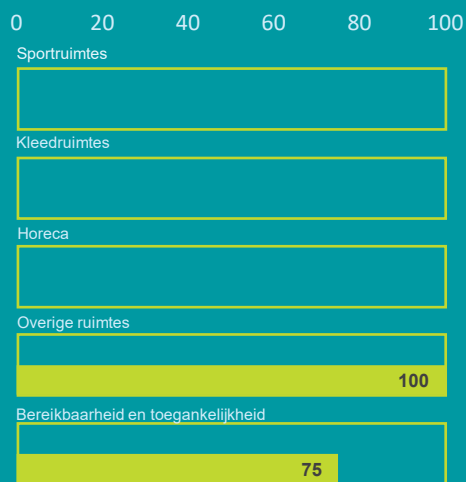 0 20 40 60 80 100
Sportruimtes
Kleedruimtes
Horeca
Overige ruimtes
100
Bereikbaarheid en toegankelijkheid
75